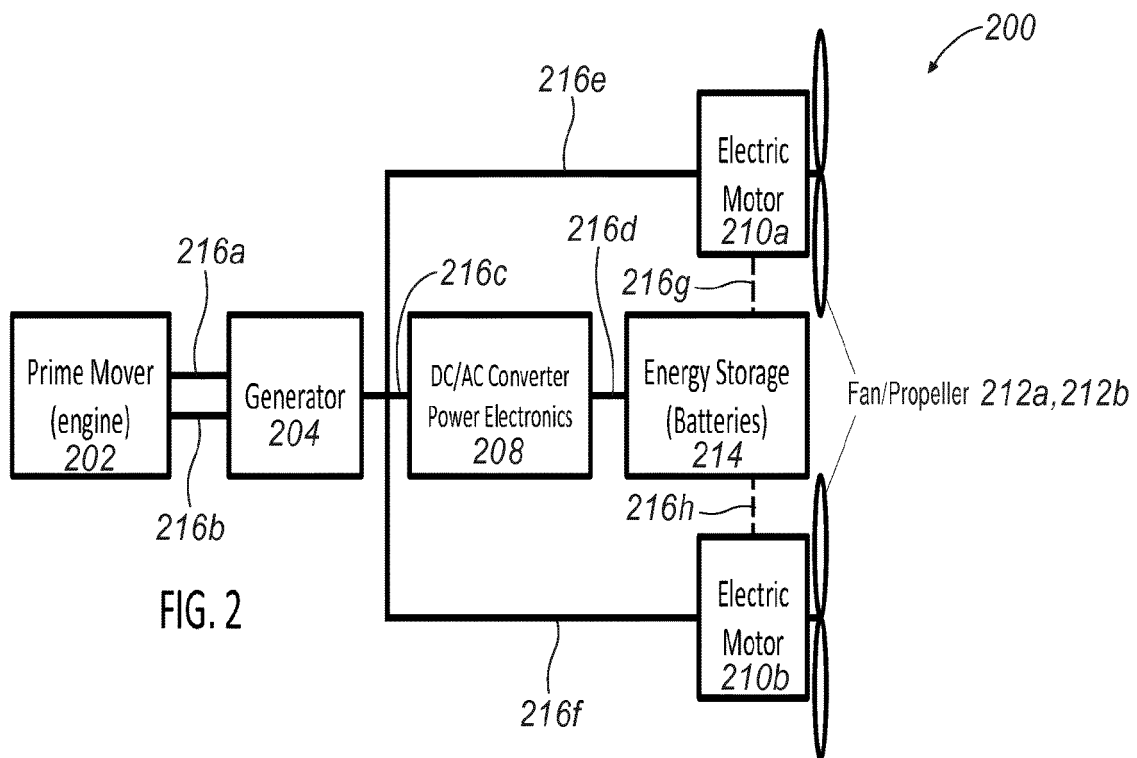 200
216e
Electric
Motor
210a
216d
216a
216c
216g
Prime Mover
(engine)
202
Generator
204
DC/AC Converter
Power Electronics
208
Energy Storage
(Batteries)
214
Fan/Propeller 212a, 212b
216b
216h
FIG. 2
Electric
Motor
210b
216f